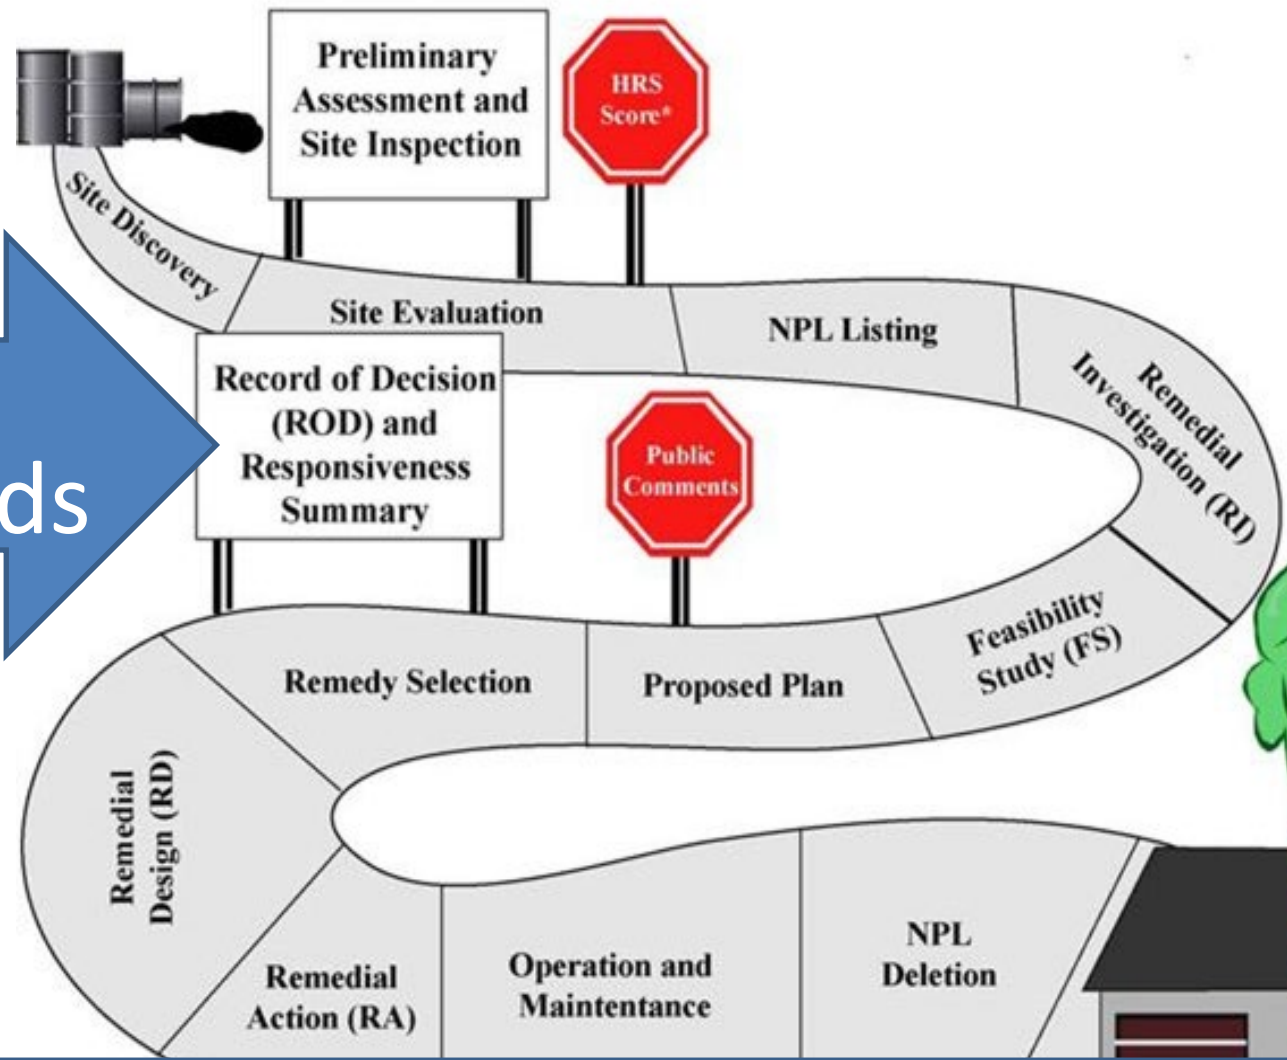 Preliminary
Assessment and
Site Inspection
HRS
Score*
Site Discovery
Site Evaluation
NPL Listing
Remedial
Investigation (RI)
Record of Decision
(ROD) and
Responsiveness
Summary
Public
Comments
ds
Feasibility
Study (FS)
Proposed Plan
Remedy Selection
Remedial
Design (RD)
Remedial
Action (RA)
Operation and
Maintentance
NPL
Deletion